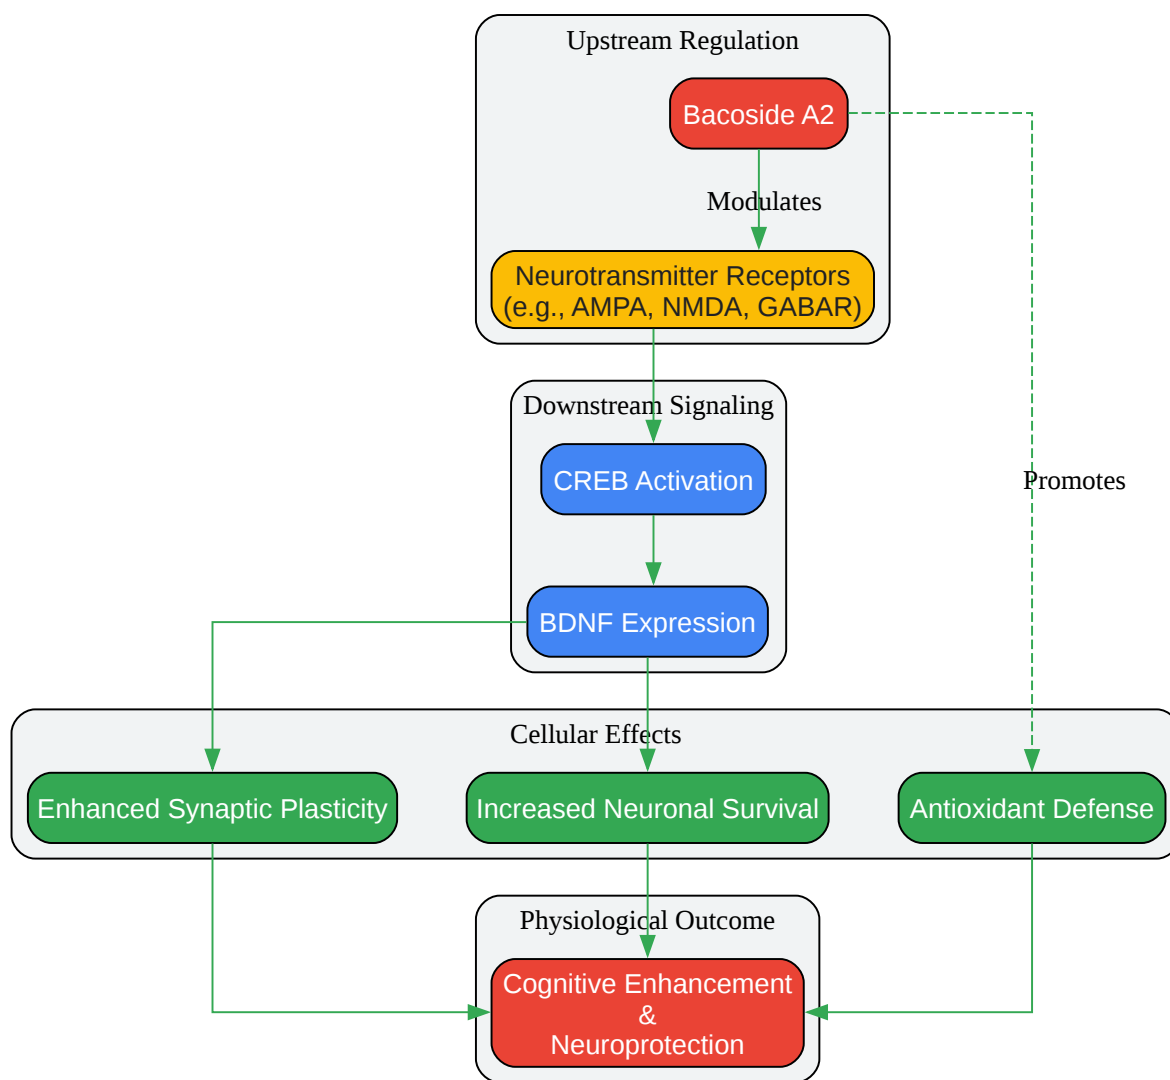 Upstream Regulation
Bacoside A2
Modulates
Neurotransmitter Receptors
(e.g., AMPA, NMDA, GABAR)
Downstream Signaling
CREB Activation
Promotes
BDNF Expression
Cellular Effects
Enhanced Synaptic Plasticity
Increased Neuronal Survival
Antioxidant Defense
Physiological Outcome
Cognitive Enhancement
&
Neuroprotection